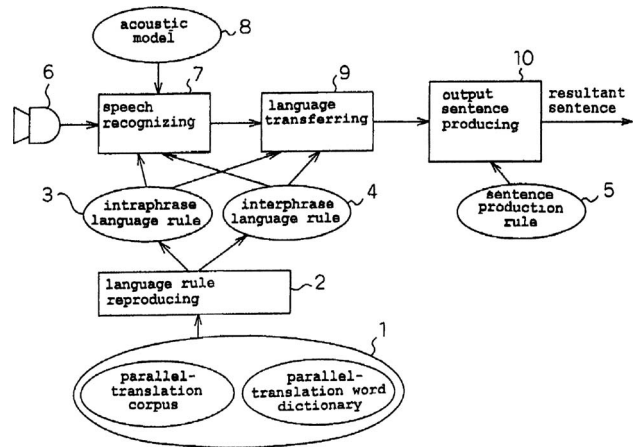 acoustic
model
8
6
7
9
10
speech
recognizing
language
transferring
output
sentence
producing
resultant
sentence
3
intraphrase
language rule
interphrase
language rule
4
sentence
production
rule
5
language rule
reproducing
2
1
parallel-
translation
corpus
parallel-
translation word
dictionary